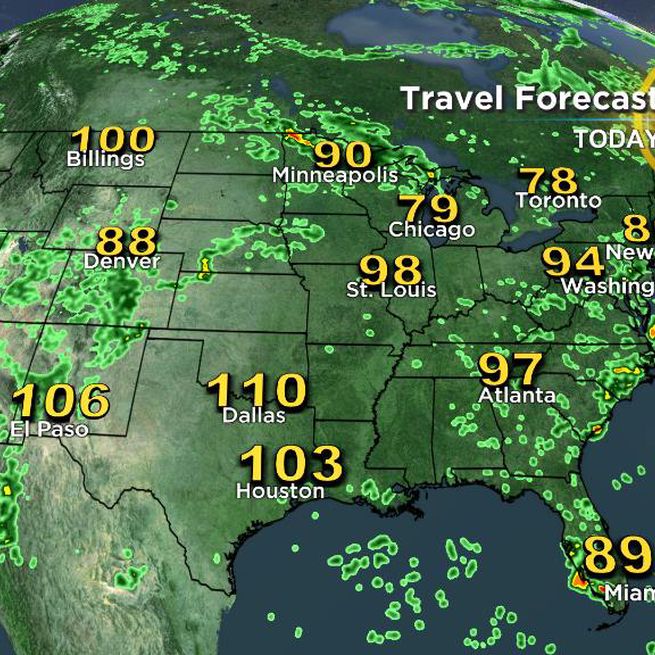 Travel Forecast
TODAY
100
Billings
90
Minneapolis
78
Toronto
79
Chicago
8
New
88
Denver
98
St. Louis
94
Washing
97
Atlanta
106
El Paso
110
Dallas
103
Houston
89
Miam